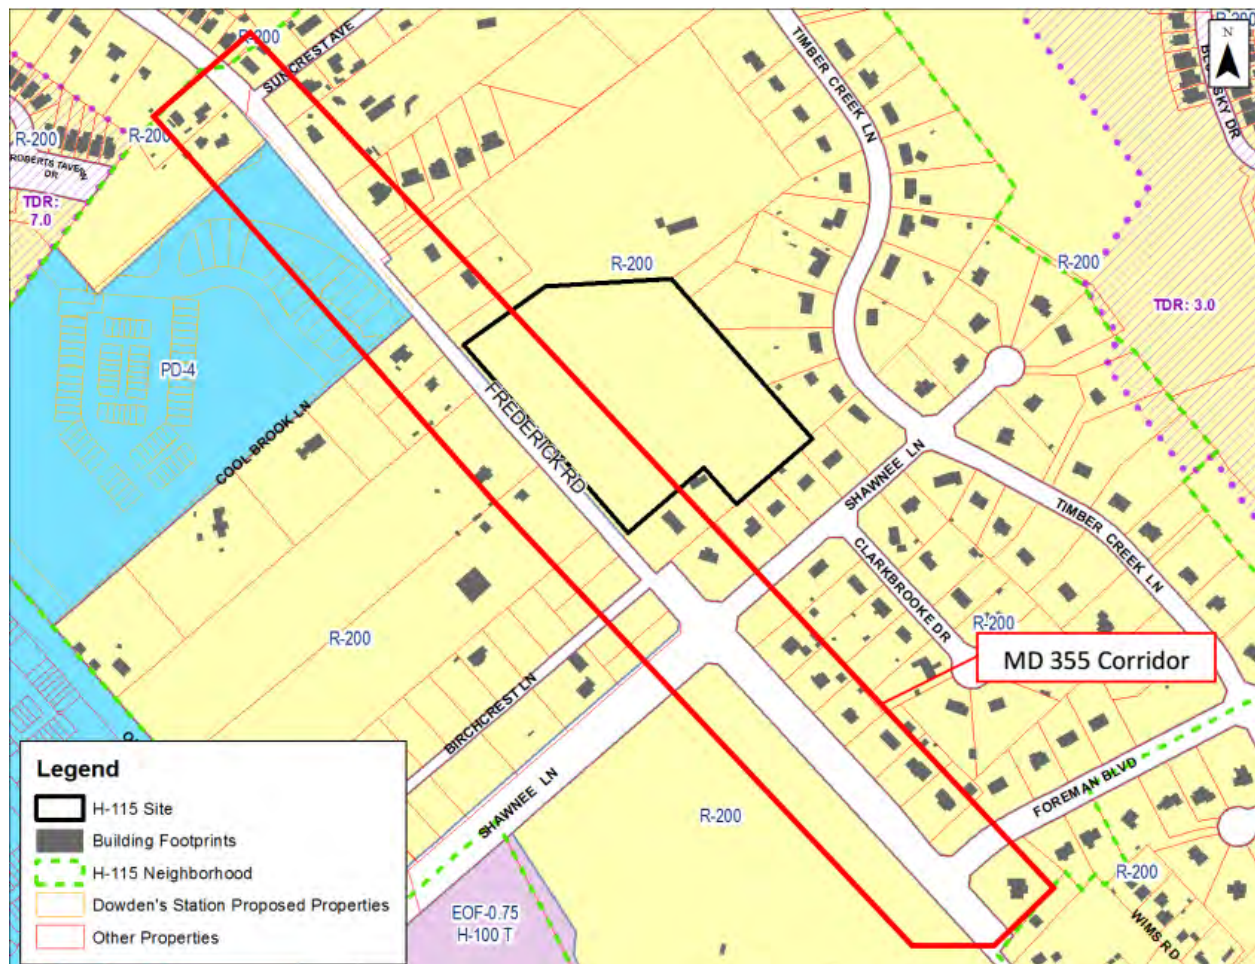 R-200
R-200
N
SUNCREST AVE
TIMBER CREEK LN
SKY DR
R-200
R-200
ROBERTS TAVERN
DR
TDR:
7.0
R-200
R-200
TDR: 3.0
PD-4
FREDERICK RD
COOL BROOK LN
SHAWNEE LN
TIMBER CREEK LN
CLARKBROOKE DR
R-200
R-200
MD 355 Corridor
BIRCHCREST LN
SHAWNEE LN
R-200
FOREMAN BLVD
R-200
WIMS RD
EOF-0.75
H-100 T
Legend
H-115 Site
Building Footprints
H-115 Neighborhood
Dowden's Station Proposed Properties
Other Properties